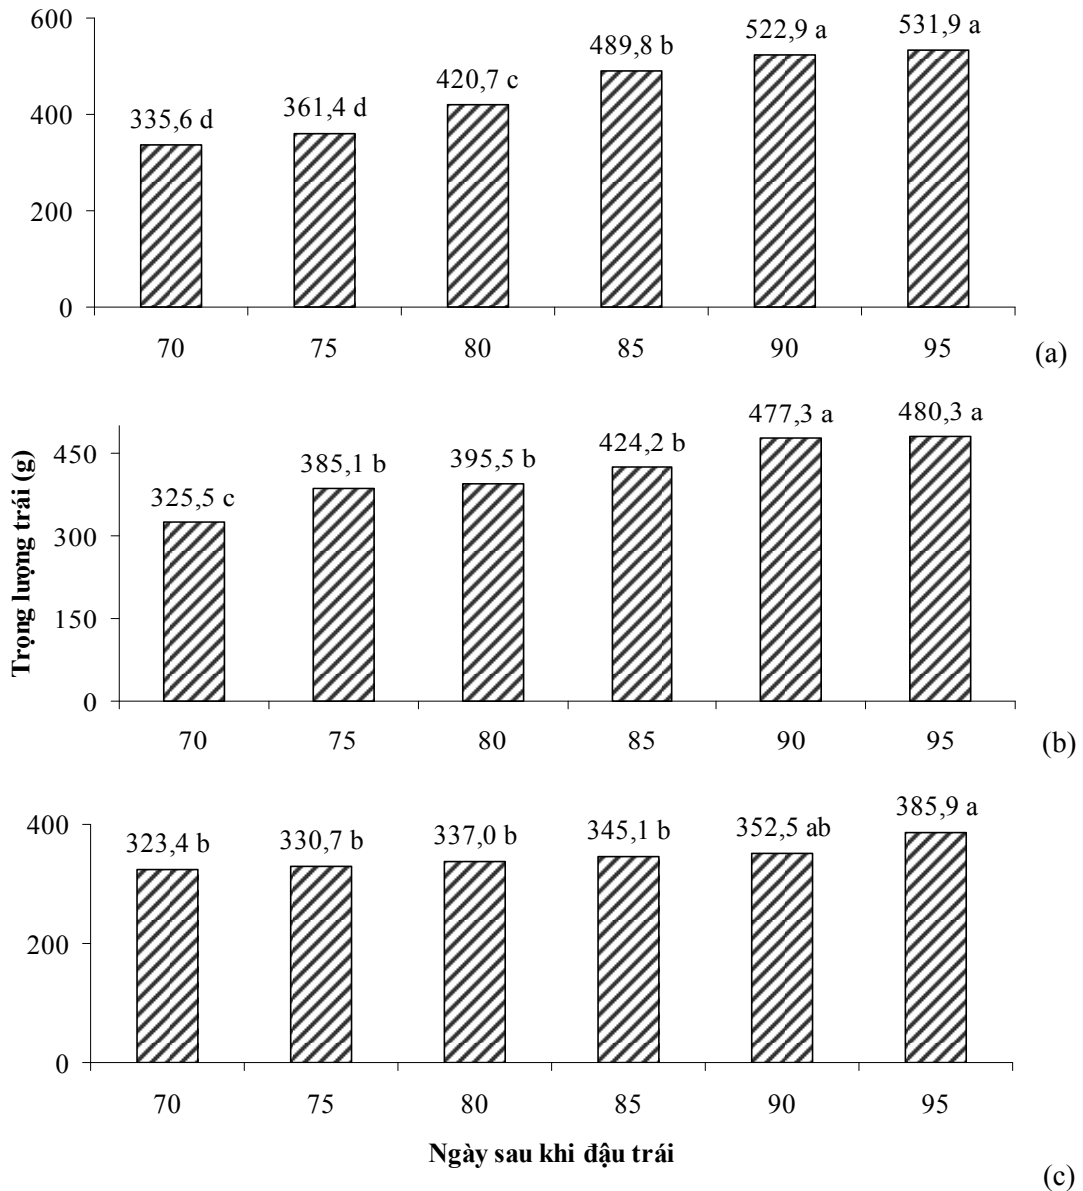 600
400
200
0
335,6 d
361,4 d
420,7 c
489,8 b
522,9 a
531,9 a
70
75
80
85
90
95
(a)
Trọng lượng trái (g)
450
300
150
0
325,5 c
385,1 b
395,5 b
424,2 b
477,3 a
480,3 a
70
75
80
85
90
95
(b)
400
200
0
323,4 b
330,7 b
337,0 b
345,1 b
352,5 ab
385,9 a
70
75
80
85
90
95
Ngày sau khi đậu trái
(c)